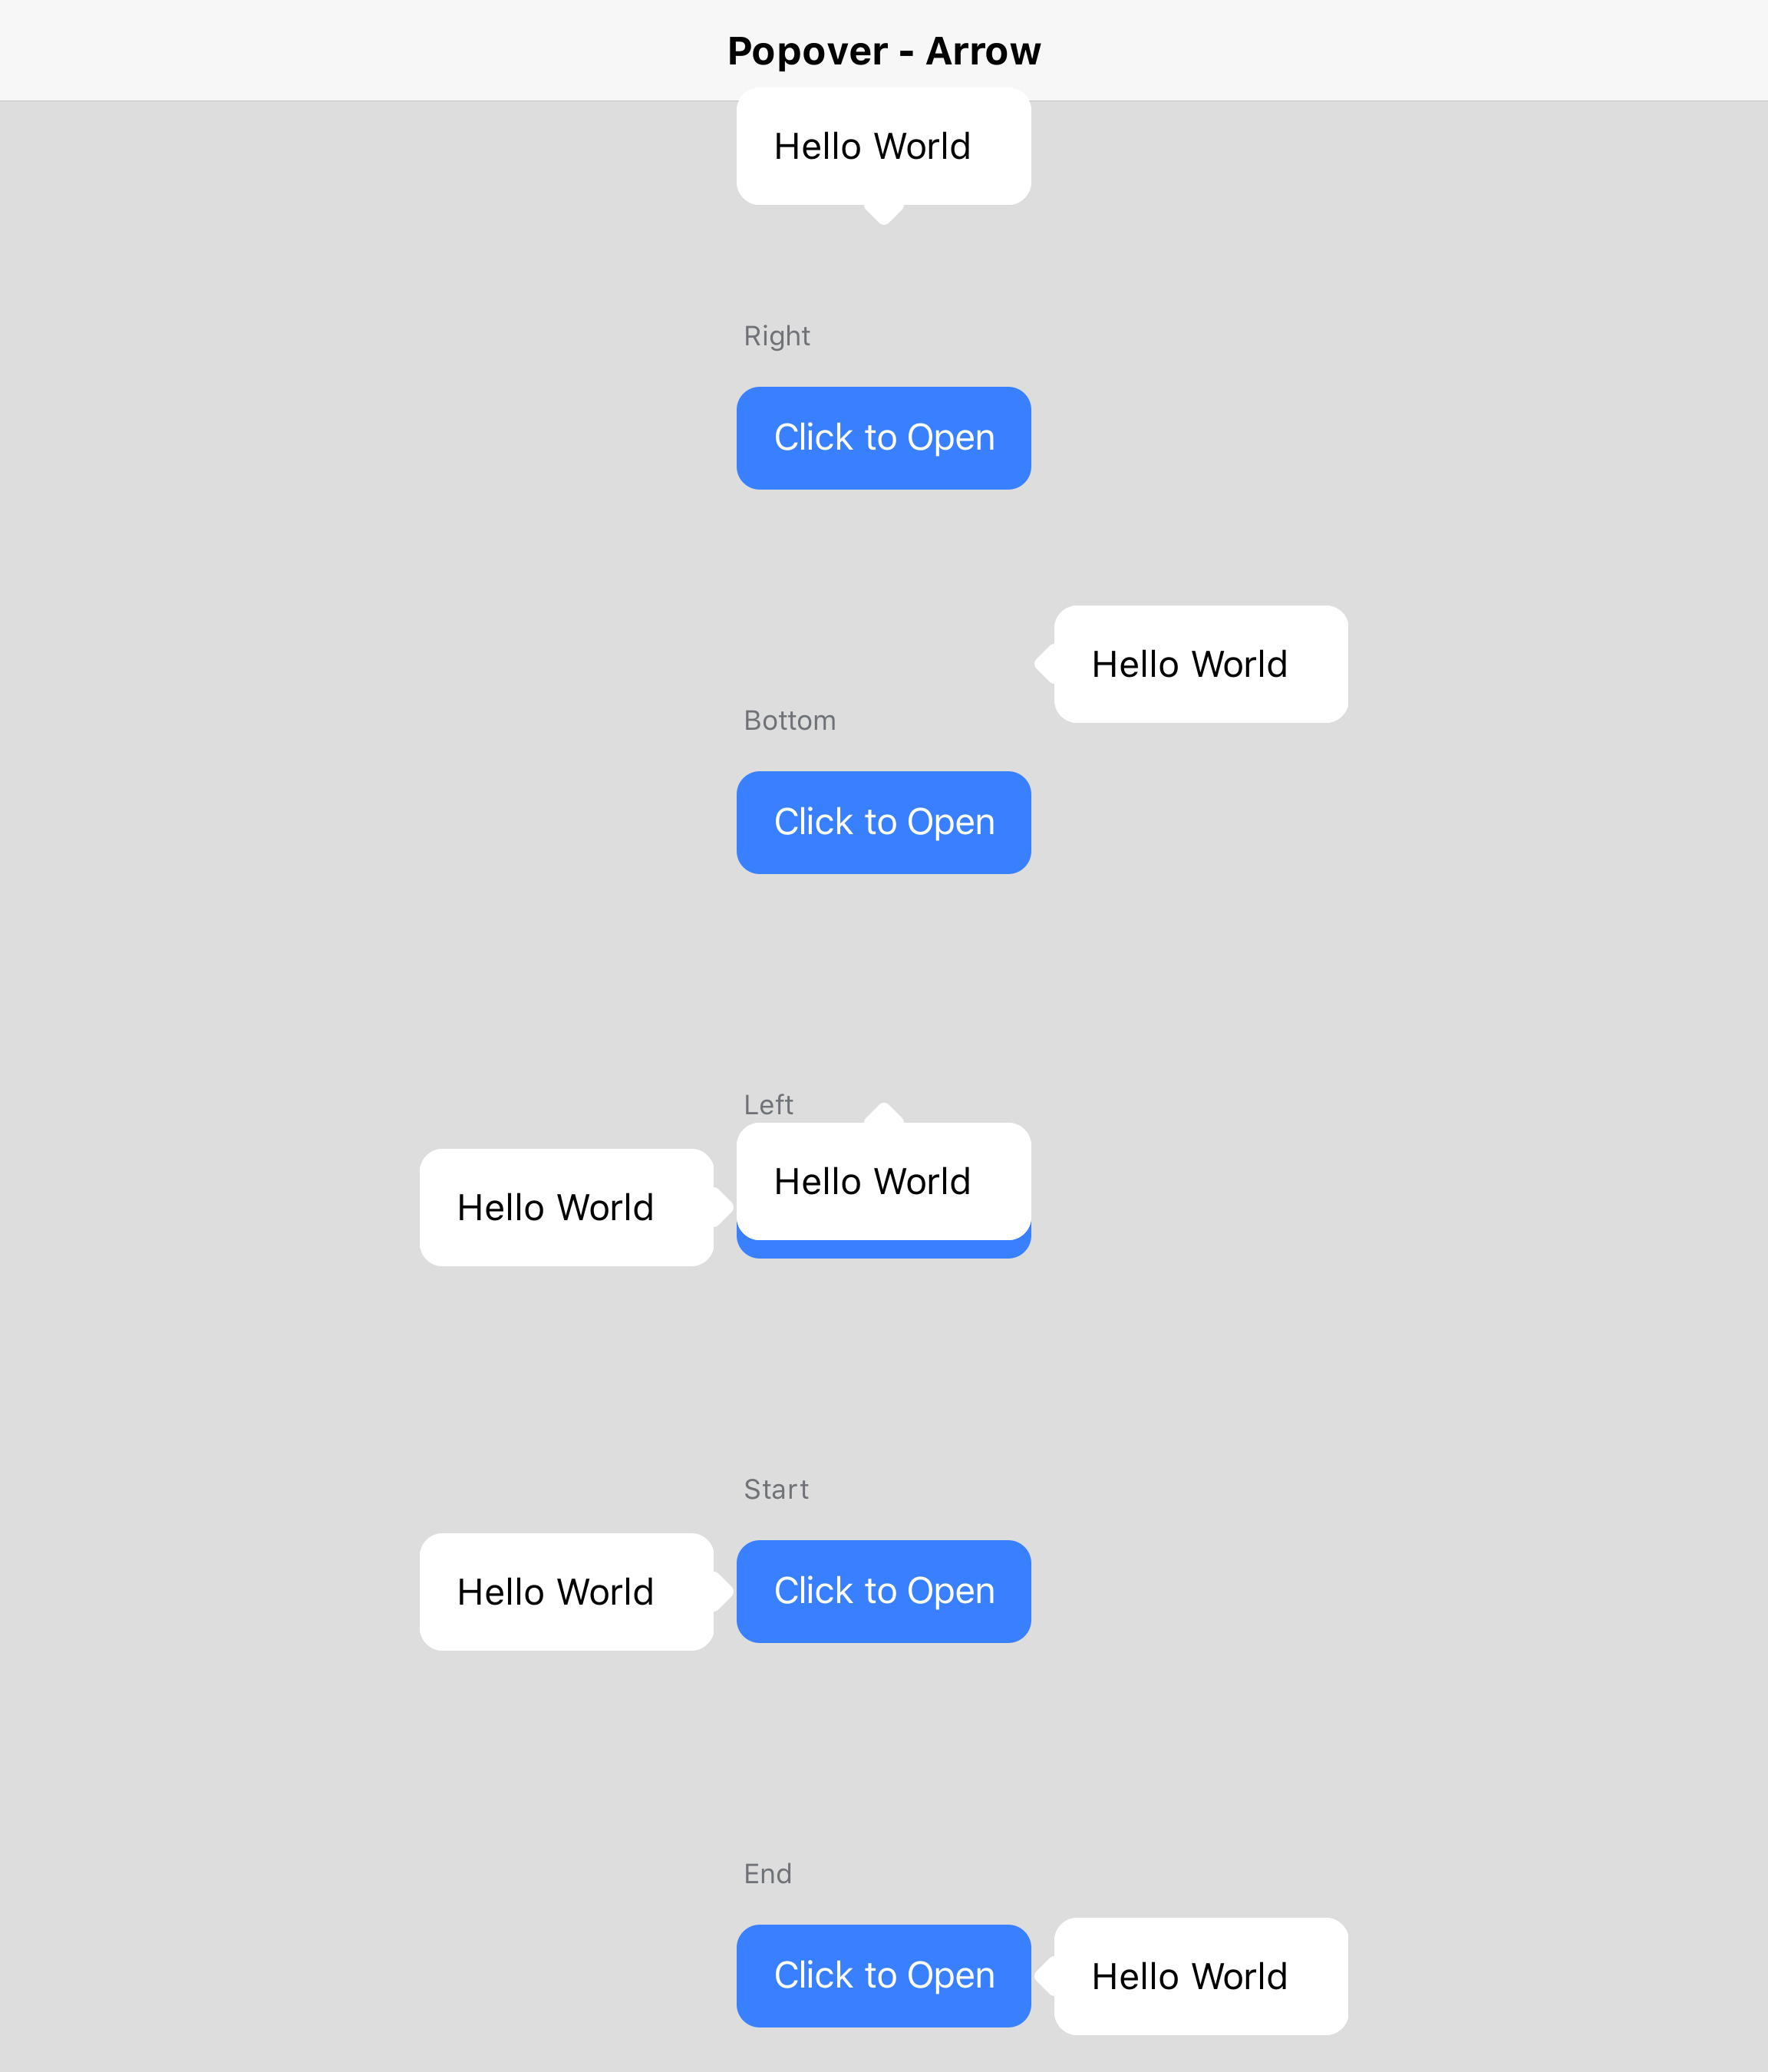 Popover - Arrow
Hello World
Right
Click to Open
Hello World
Bottom
Click to Open
Left
Hello World
Hello World
Start
Hello World
Click to Open
End
Click to Open
Hello World